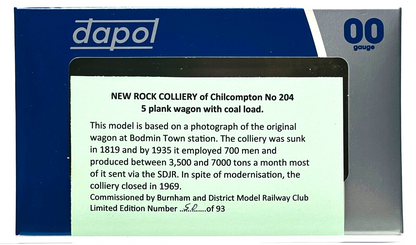 dapol
00
gauge
NEW ROCK COLLIERY of Chilcompton No 204
5 plank wagon with coal load.
This model is based on a photograph of the original
wagon at Bodmin Town station. The colliery was sunk
in 1819 and by 1935 it employed 700 men and
produced between 3,500 and 7000 tons a month most
of it sent via the SDJR. In spite of modernisation, the
colliery closed in 1969.
Commissioned by Burnham and District Model Railway Club
Limited Edition Number .. .....of 93